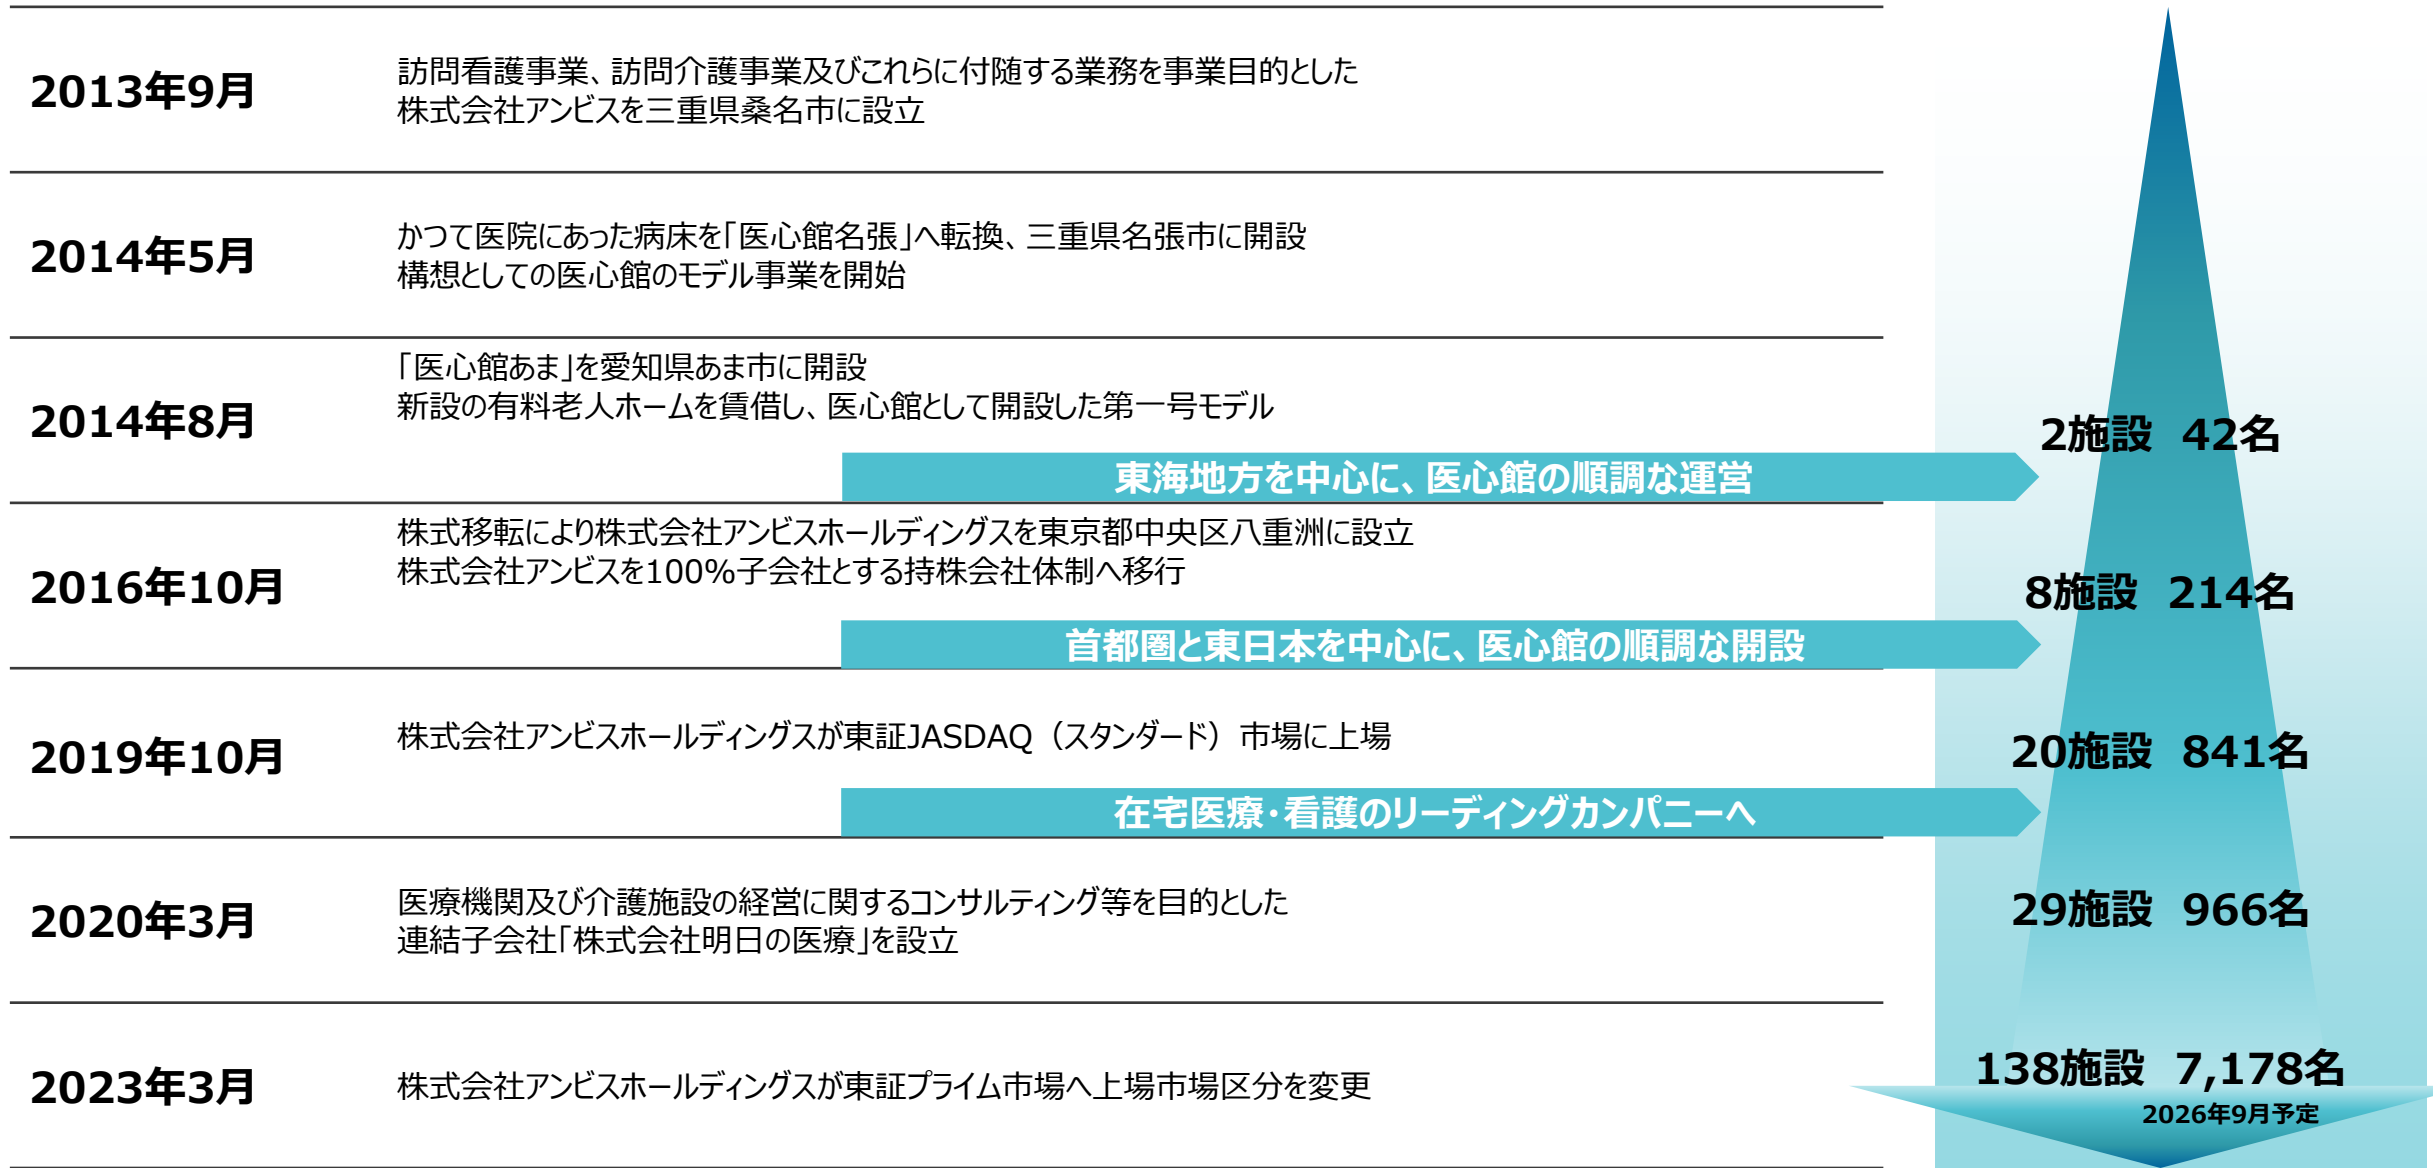 2013年9月
訪問看護事業、訪問介護事業及びこれらに付随する業務を事業目的とした
株式会社アンビスを三重県桑名市に設立
2014年5月
かつて医院にあった病床を「医心館名張」へ転換、三重県名張市に開設
構想としての医心館のモデル事業を開始
2014年8月
「医心館あま」を愛知県あま市に開設
新設の有料老人ホームを賃借し、医心館として開設した第一号モデル
2施設 42名
東海地方を中心に、医心館の順調な運営
2016年10月
株式移転により株式会社アンビスホールディングスを東京都中央区八重洲に設立
株式会社アンビスを100%子会社とする持株会社体制へ移行
8施設 214名
首都圏と東日本を中心に、医心館の順調な開設
2019年10月
株式会社アンビスホールディングスが東証JASDAQ（スタンダード）市場に上場
20施設 841名
在宅医療・看護のリーディングカンパニーへ
2020年3月
医療機関及び介護施設の経営に関するコンサルティング等を目的とした
連結子会社「株式会社明日の医療」を設立
29施設 966名
2023年3月
株式会社アンビスホールディングスが東証プライム市場へ上場市場区分を変更
138施設 7,178名
2026年9月予定